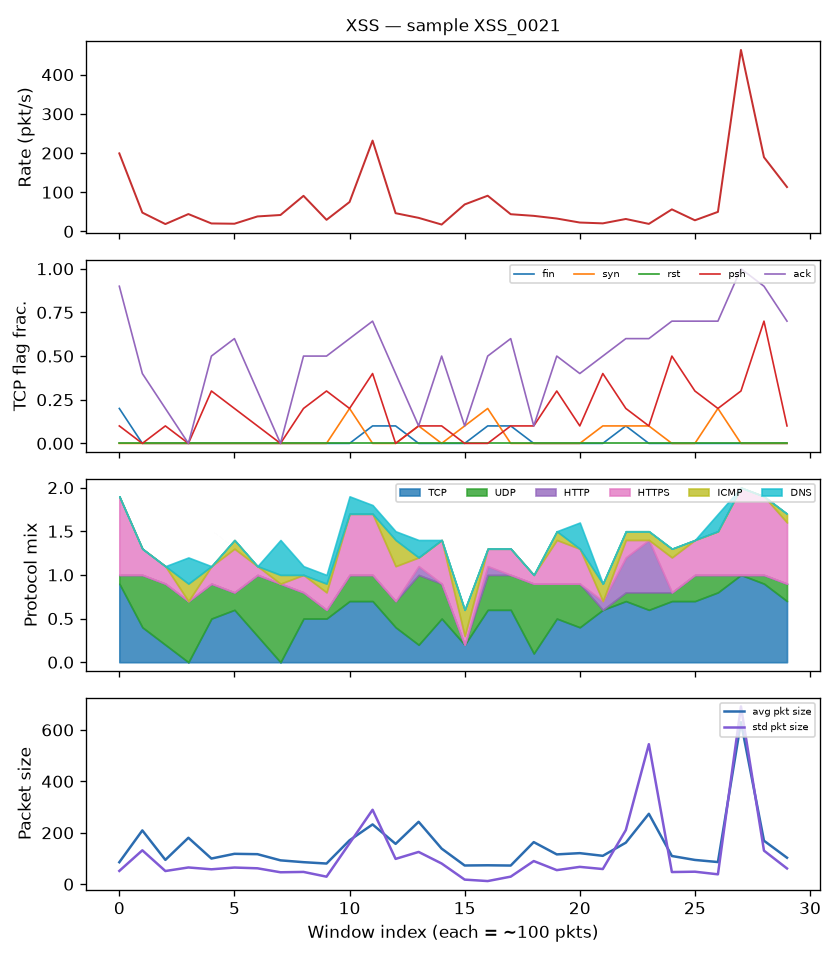 XSS — sample XSS_0021
Rate (pkt/s)
400
300
200
100
0
TCP flag frac.
1.00
0.75
0.50
0.25
0.00
fin syn rst psh ack
Protocol mix
2.0
1.5
1.0
0.5
0.0
TCP UDP HTTP HTTPS ICMP DNS
Packet size
600
400
200
0
avg pkt size
std pkt size
0 5 10 15 20 25 30
Window index (each = ~100 pkts)